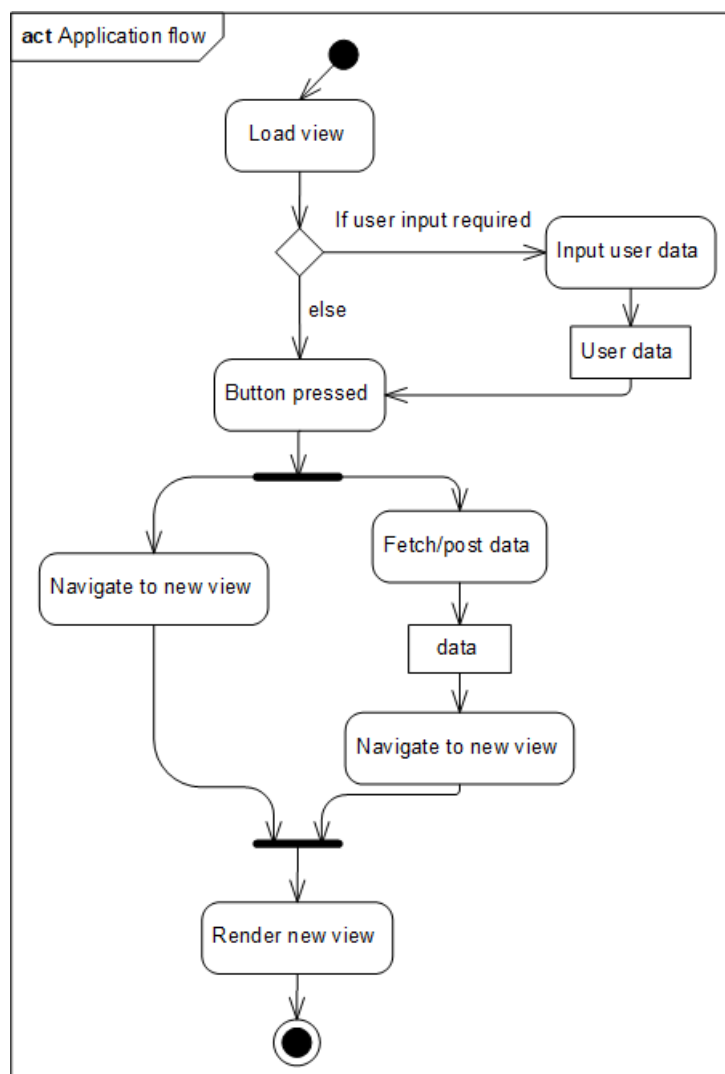 act Application flow
Load view
If user input required
Input user data
else
User data
Button pressed
Fetch/post data
Navigate to new view
data
Navigate to new view
Render new view